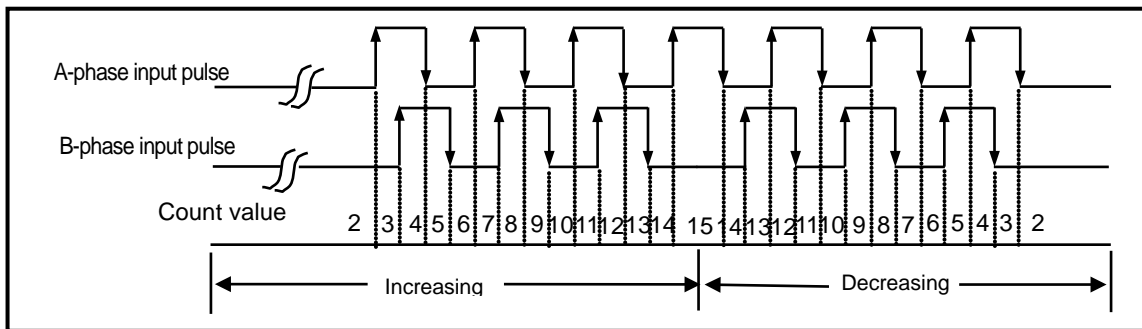 A-phase input pulse
B-phase input pulse
Count value
2 3 4 5 6 7 8 9 10 11 12 13 14 15 14 13 12 11 10 9 8 7 6 5 4 3 2
Increasing
Decreasing